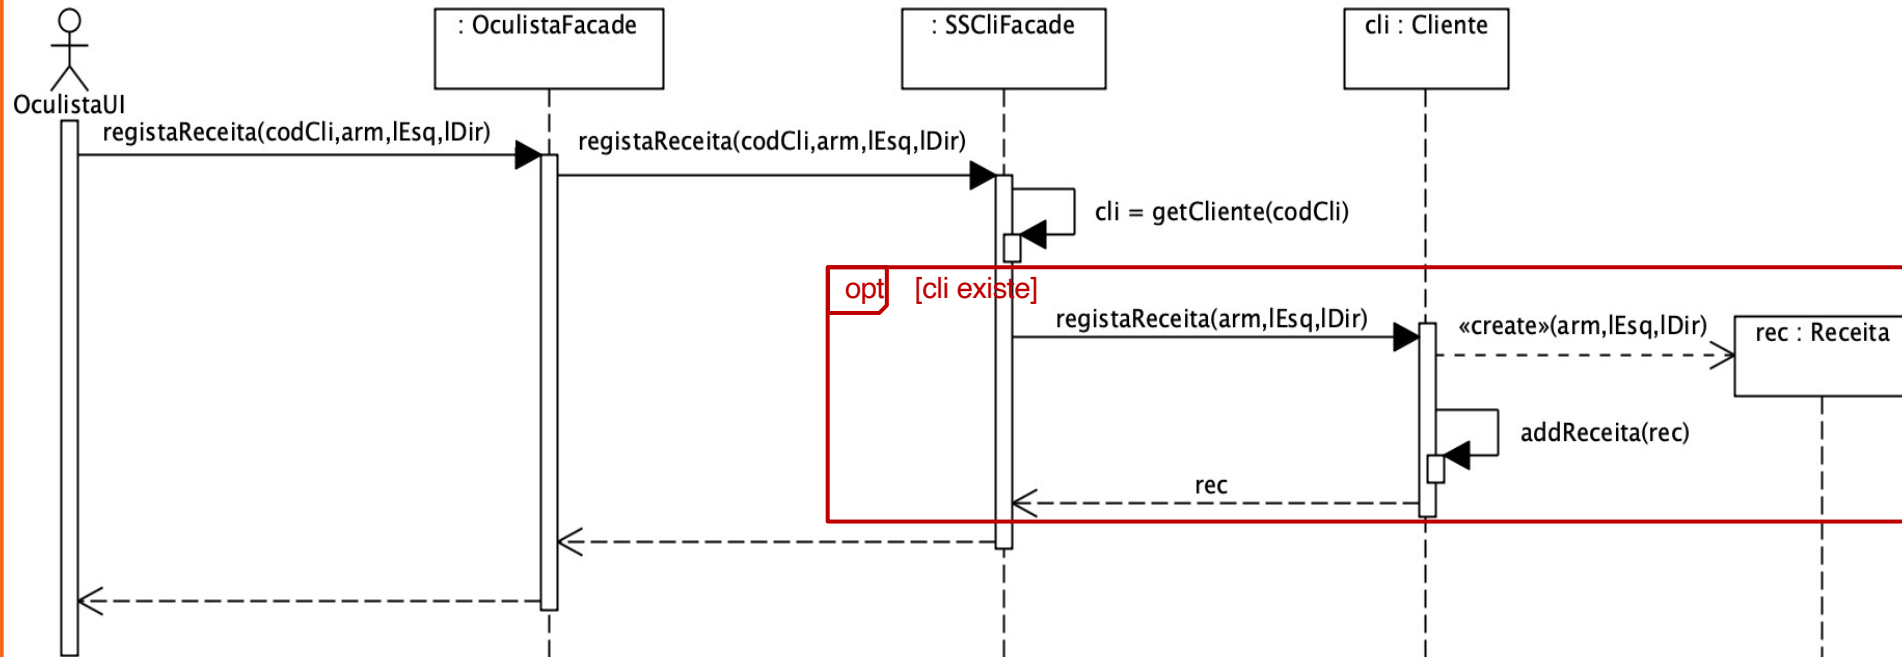 : OculistaFacade
: SSCliFacade
cli : Cliente
OculistaUI
registaReceita(codCli,arm,lEsq,lDir)
registaReceita(codCli,arm,lEsq,lDir)
cli = getCliente(codCli)
opt
[cli existe]
registaReceita(arm,lEsq,lDir)
«create»(arm,lEsq,lDir)
rec : Receita
addReceita(rec)
rec